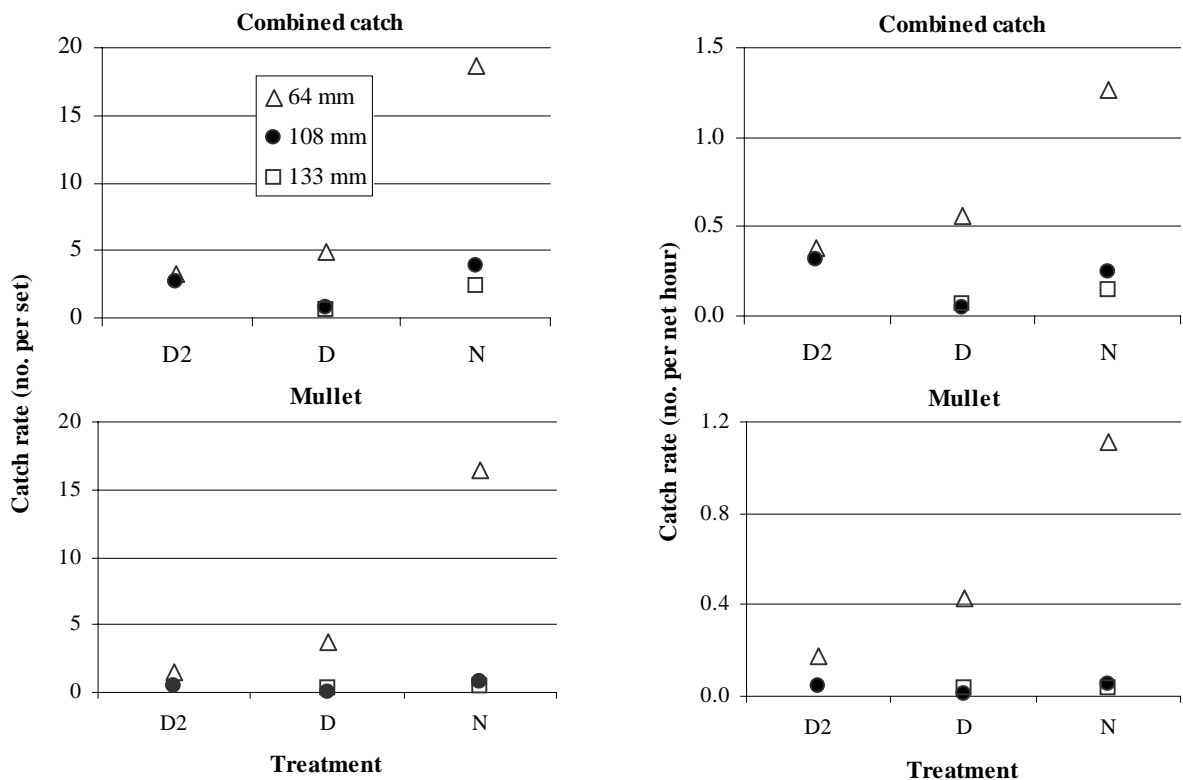 Combined catch
20
15
10
5
0
64 mm
108 mm
133 mm
D2 D N
Mullet
20
15
10
5
0
D2 D N
Treatment
Catch rate (no. per set)
Combined catch
1.5
1.0
0.5
0.0
D2 D N
Mullet
1.2
0.8
0.4
0.0
D2 D N
Treatment
Catch rate (no. per net hour)